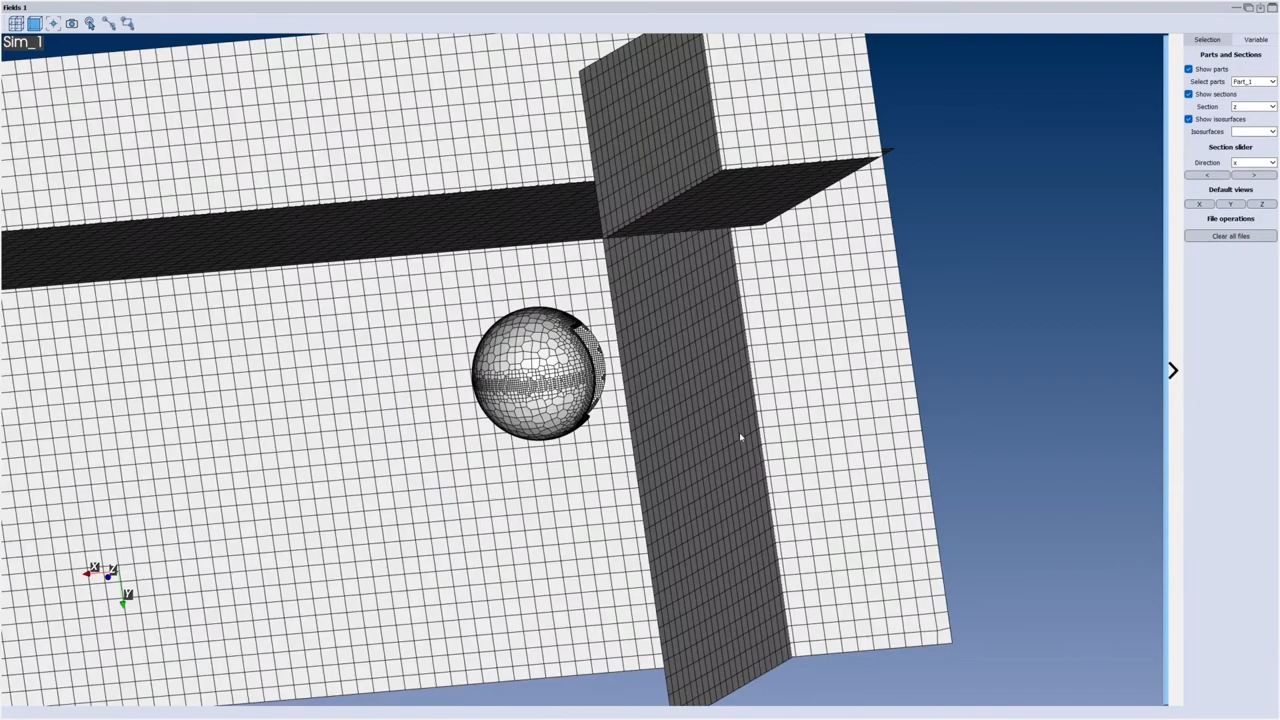 Fields 1
Sim_1
Selection Variable
Parts and Sections
Show parts
Select parts Part_1
Show sections
Section z
Show isosurfaces
Isosurfaces
Section slider
Direction x
< >
Default views
X Y Z
File operations
Clear all files
X Z
Y